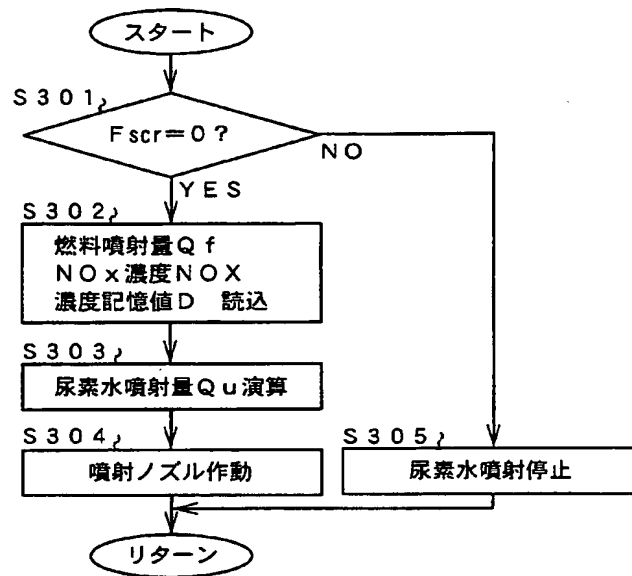 スタート
S301
Fscr=0?
NO
YES
S302
燃料噴射量Qf
NOx濃度NOX
濃度記憶値D 読込
S303
尿素水噴射量Qu演算
S304
噴射ノズル作動
S305
尿素水噴射停止
リターン